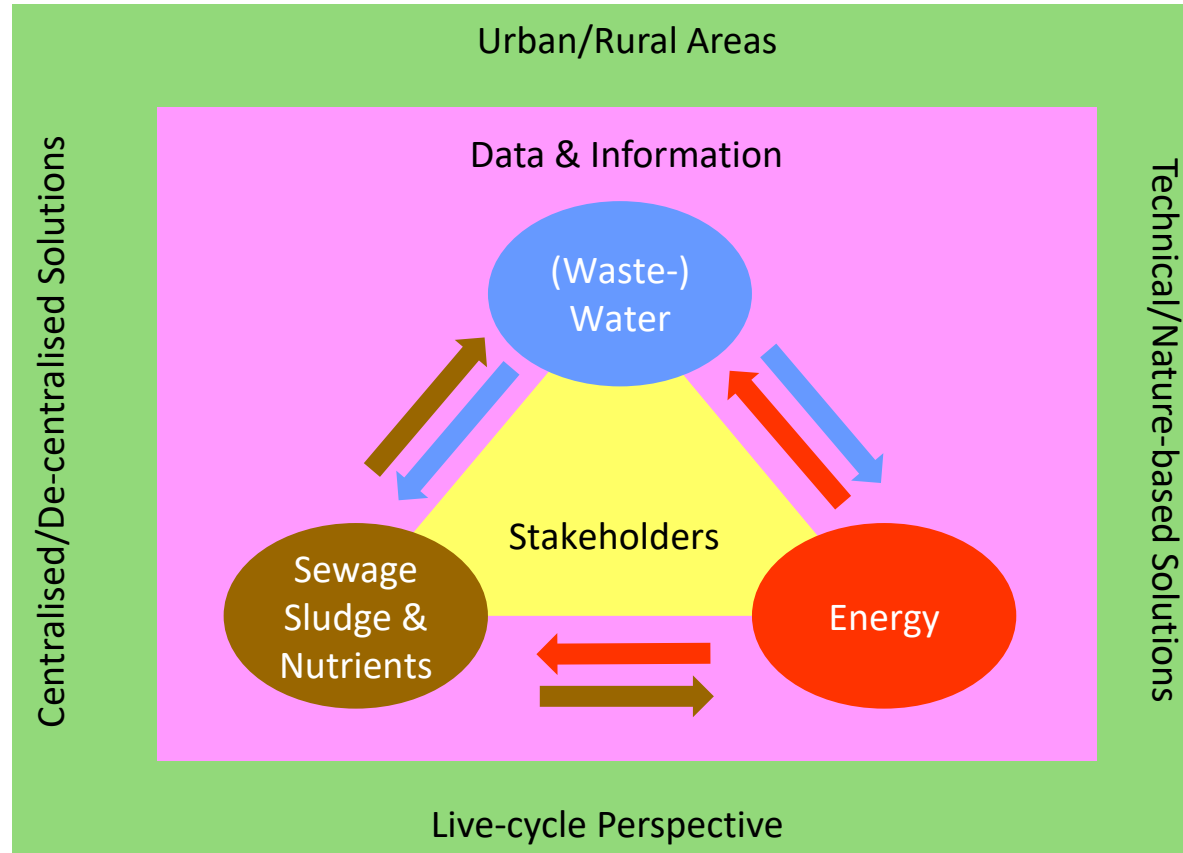 Urban/Rural Areas
Centralised/De-centralised Solutions
Data & Information
Technical/Nature-based Solutions
(Waste-)
Water
Stakeholders
Sewage
Sludge &
Nutrients
Energy
Live-cycle Perspective